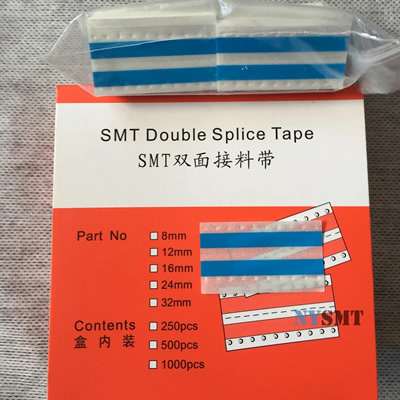 SMT Double Splice Tape
SMT双面接料带
Part No
8mm
12mm
16mm
24mm
32mm
Contents
盒内装
250pcs
500pcs
1000pcs
NYSMT